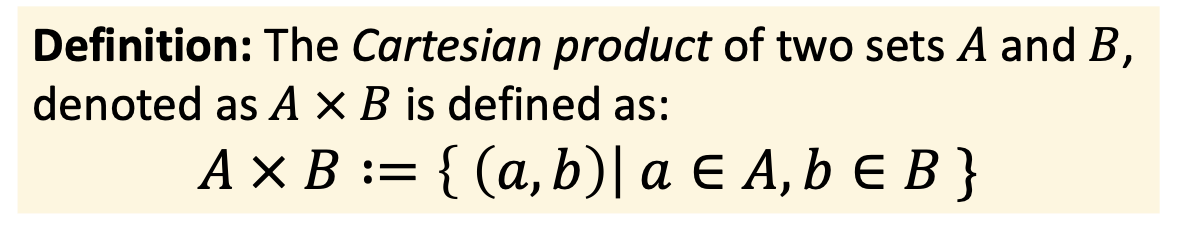 Definition: The Cartesian product of two sets A and B,
denoted as A × B is defined as:
A × B := { (a, b)| a ∈ A, b ∈ B }